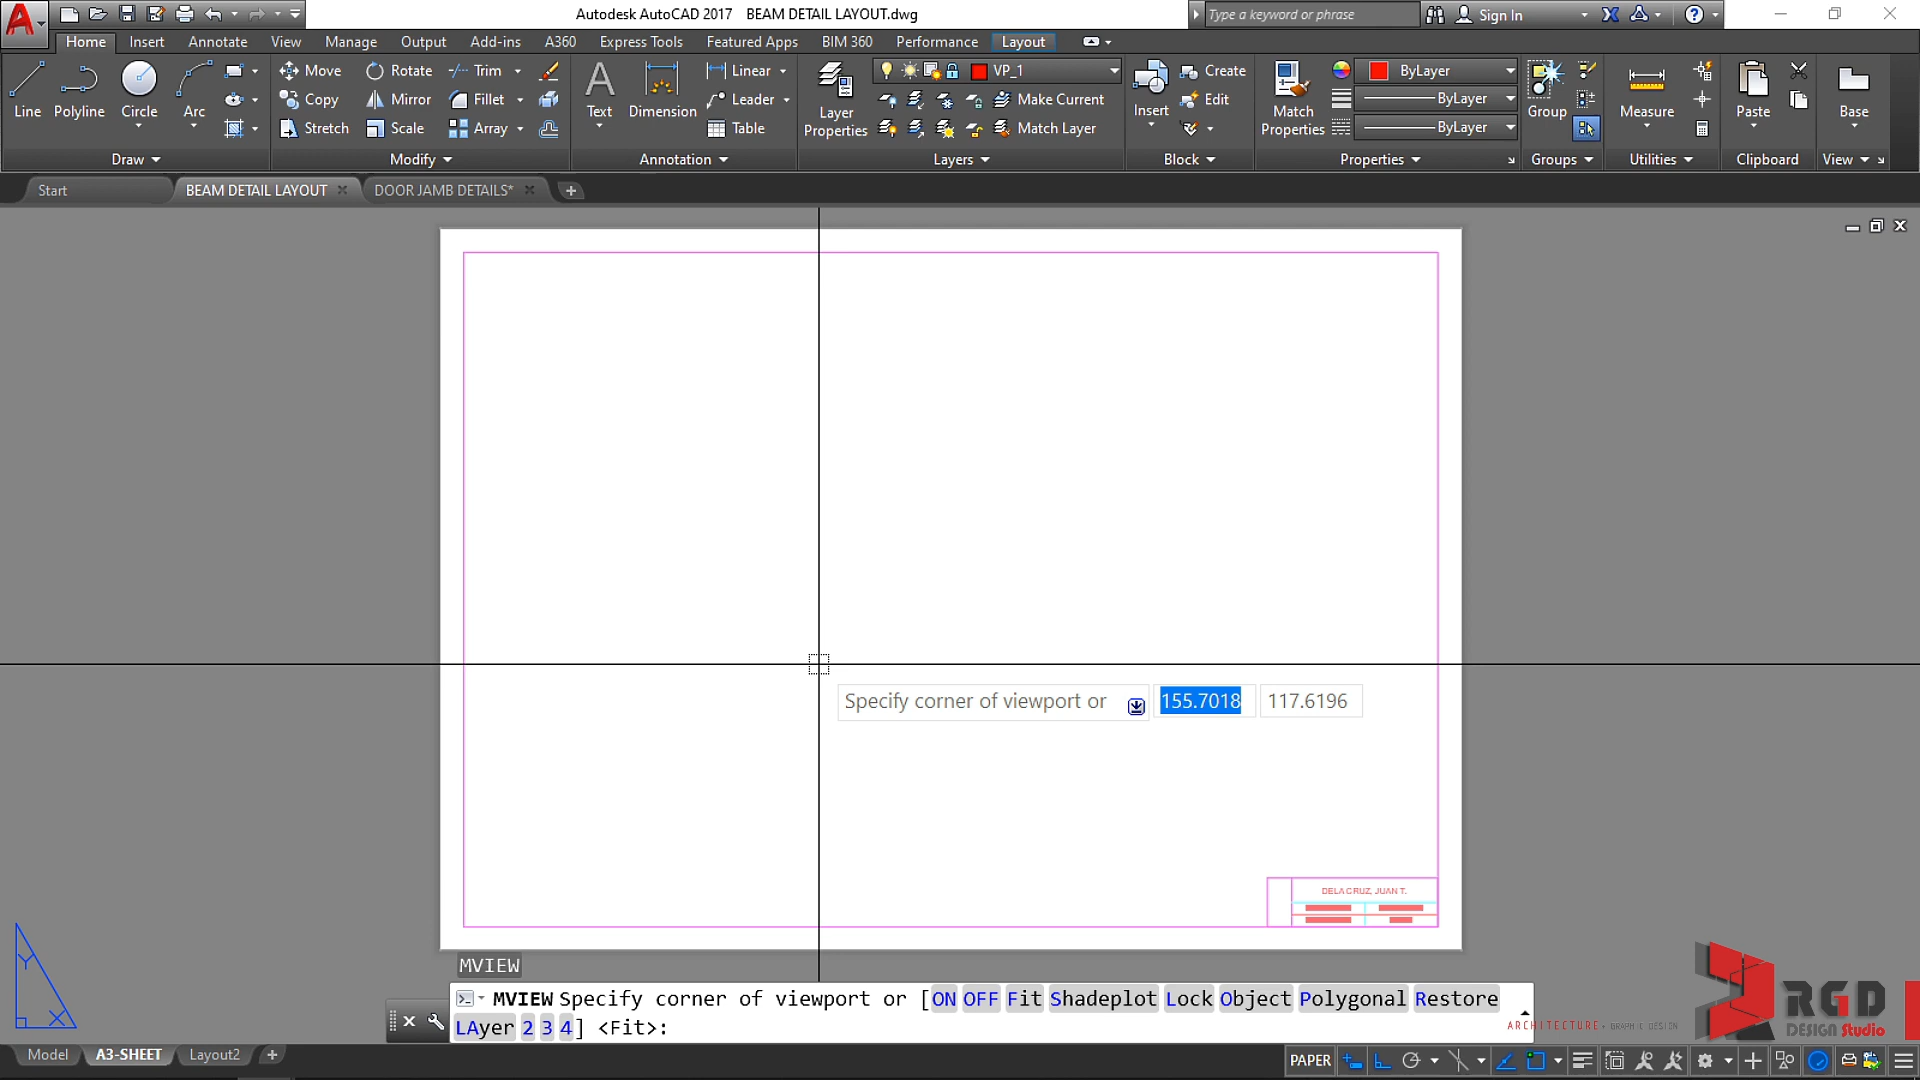 Autodesk AutoCAD 2017 BEAM DETAIL LAYOUT.dwg
Type a keyword or phrase
Sign In
Home Insert Annotate View Manage Output Add-ins A360 Express Tools Featured Apps BIM 360 Performance Layout
Line Polyline Circle Arc
Move Rotate Trim
Copy Mirror Fillet
Stretch Scale Array
Text Dimension
Linear
Leader
Table
Layer Properties
VP_1
Make Current
Match Layer
Insert
Create
Edit
Match Properties
ByLayer
ByLayer
ByLayer
Group Measure Paste Base
Draw Modify Annotation Layers Block Properties Groups Utilities Clipboard View
Start BEAM DETAIL LAYOUT DOOR JAMB DETAILS*
Specify corner of viewport or 155.7018 117.6196
DELA CRUZ, JUAN T.
Y
X
MVIEW
MVIEW Specify corner of viewport or [ON OFF Fit Shadeplot Lock Object Polygonal Restore
LAyer 2 3 4] <Fit>:
RGD
DESIGN Studio
ARCHITECTURE • GRAPHIC DESIGN
Model A3-SHEET Layout2
PAPER